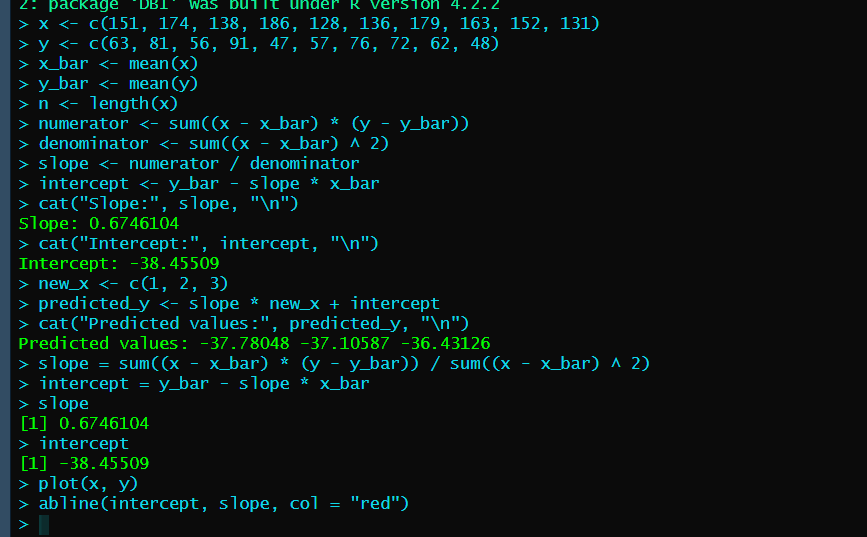 2: package 'DBI' was built under R version 4.2.2
> x <- c(151, 174, 138, 186, 128, 136, 179, 163, 152, 131)
> y <- c(63, 81, 56, 91, 47, 57, 76, 72, 62, 48)
> x_bar <- mean(x)
> y_bar <- mean(y)
> n <- length(x)
> numerator <- sum((x - x_bar) * (y - y_bar))
> denominator <- sum((x - x_bar) ^ 2)
> slope <- numerator / denominator
> intercept <- y_bar - slope * x_bar
> cat("Slope:", slope, "\n")
Slope: 0.6746104
> cat("Intercept:", intercept, "\n")
Intercept: -38.45509
> new_x <- c(1, 2, 3)
> predicted_y <- slope * new_x + intercept
> cat("Predicted values:", predicted_y, "\n")
Predicted values: -37.78048 -37.10587 -36.43126
> slope = sum((x - x_bar) * (y - y_bar)) / sum((x - x_bar) ^ 2)
> intercept = y_bar - slope * x_bar
> slope
[1] 0.6746104
> intercept
[1] -38.45509
> plot(x, y)
> abline(intercept, slope, col = "red")
>